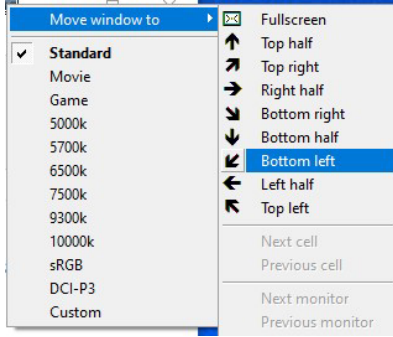 Move window to
Standard
Movie
Game
5000k
5700k
6500k
7500k
9300k
10000k
sRGB
DCI-P3
Custom
Fullscreen
Top half
Top right
Right half
Bottom right
Bottom half
Bottom left
Left half
Top left
Next cell
Previous cell
Next monitor
Previous monitor